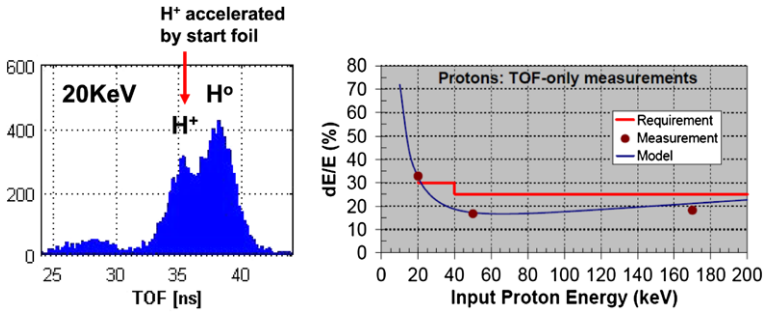 H⁺ accelerated
by start foil
600
400
200
0
20KeV
H⁺
Hᵒ
25 30 35 40
TOF [ns]
Protons: TOF-only measurements
80
70
60
50
40
30
20
10
0
dE/E (%)
Requirement
Measurement
Model
0 20 40 60 80 100 120 140 160 180 200
Input Proton Energy (keV)